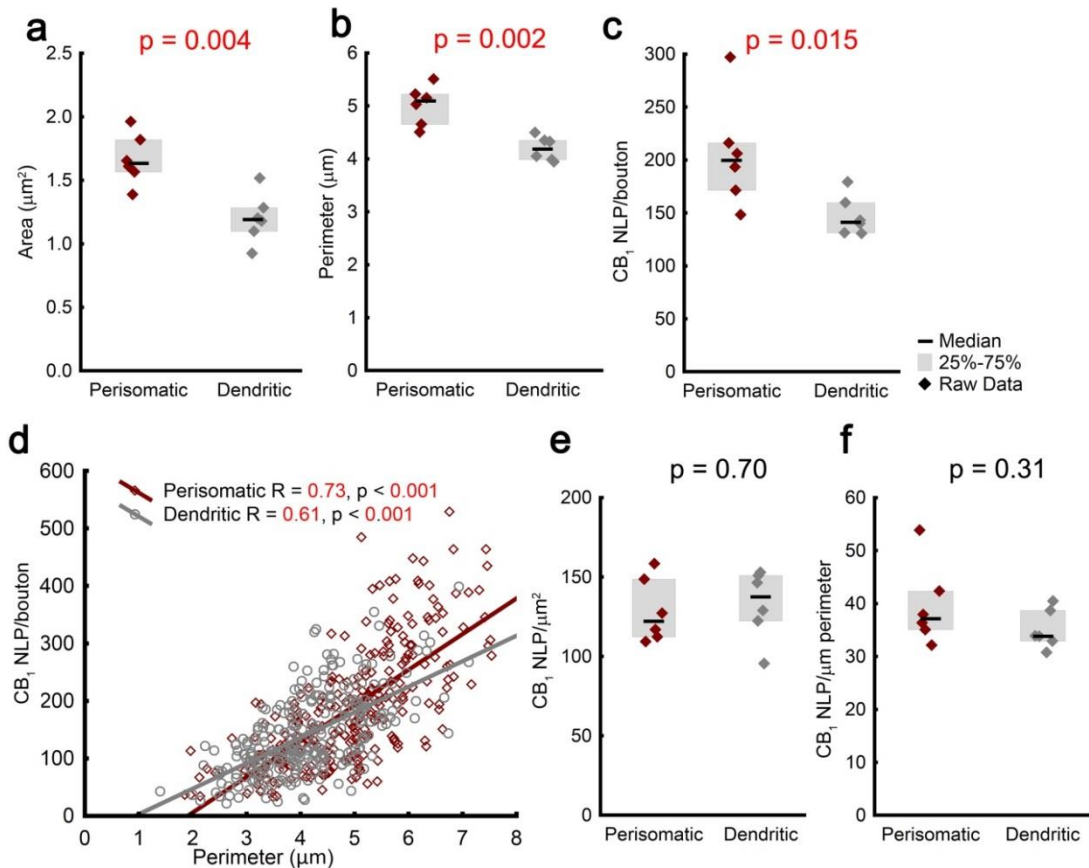 a
p = 0.004
2.5
2.0
1.5
1.0
0.5
0.0
Area (μm²)
Perisomatic
Dendritic
b
p = 0.002
6
5
4
3
2
1
0
Perimeter (μm)
Perisomatic
Dendritic
c
p = 0.015
300
250
200
150
100
50
0
CB₁ NLP/bouton
Perisomatic
Dendritic
Median
25%-75%
Raw Data
d
600
500
400
300
200
100
0
CB₁ NLP/bouton
Perisomatic R = 0.73, p < 0.001
Dendritic R = 0.61, p < 0.001
0 1 2 3 4 5 6 7 8
Perimeter (μm)
e
p = 0.70
200
150
100
50
0
CB₁ NLP/μm²
Perisomatic
Dendritic
f
p = 0.31
60
50
40
30
20
10
0
CB₁ NLP/μm perimeter
Perisomatic
Dendritic